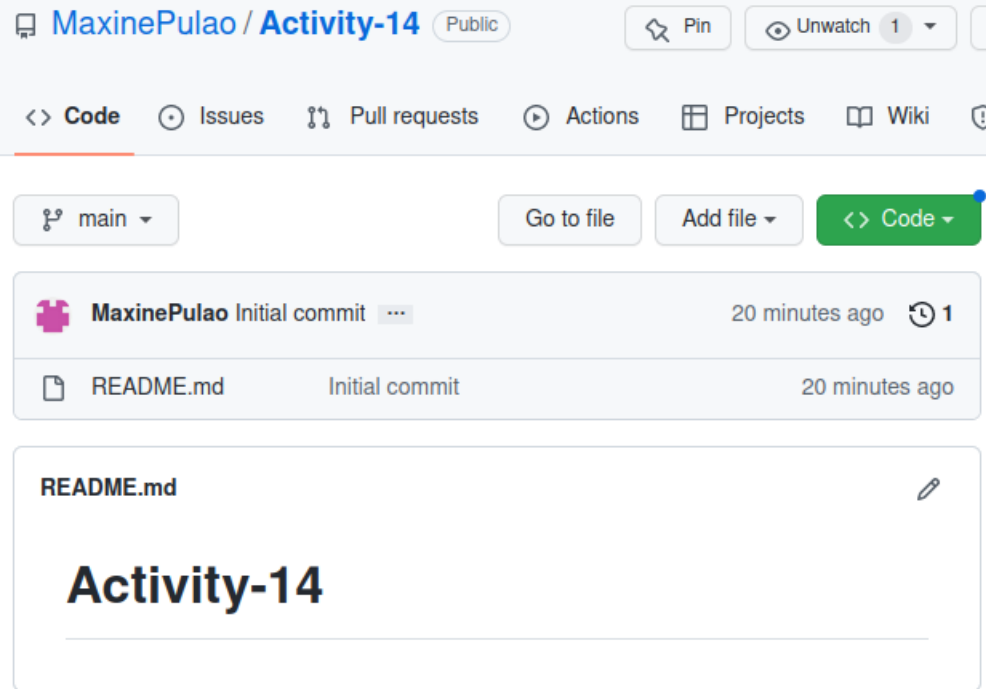 MaxinePulao / Activity-14 Public Pin Unwatch 1
Code Issues Pull requests Actions Projects Wiki
main Go to file Add file Code
MaxinePulao Initial commit ... 20 minutes ago 1
README.md Initial commit 20 minutes ago
README.md
Activity-14